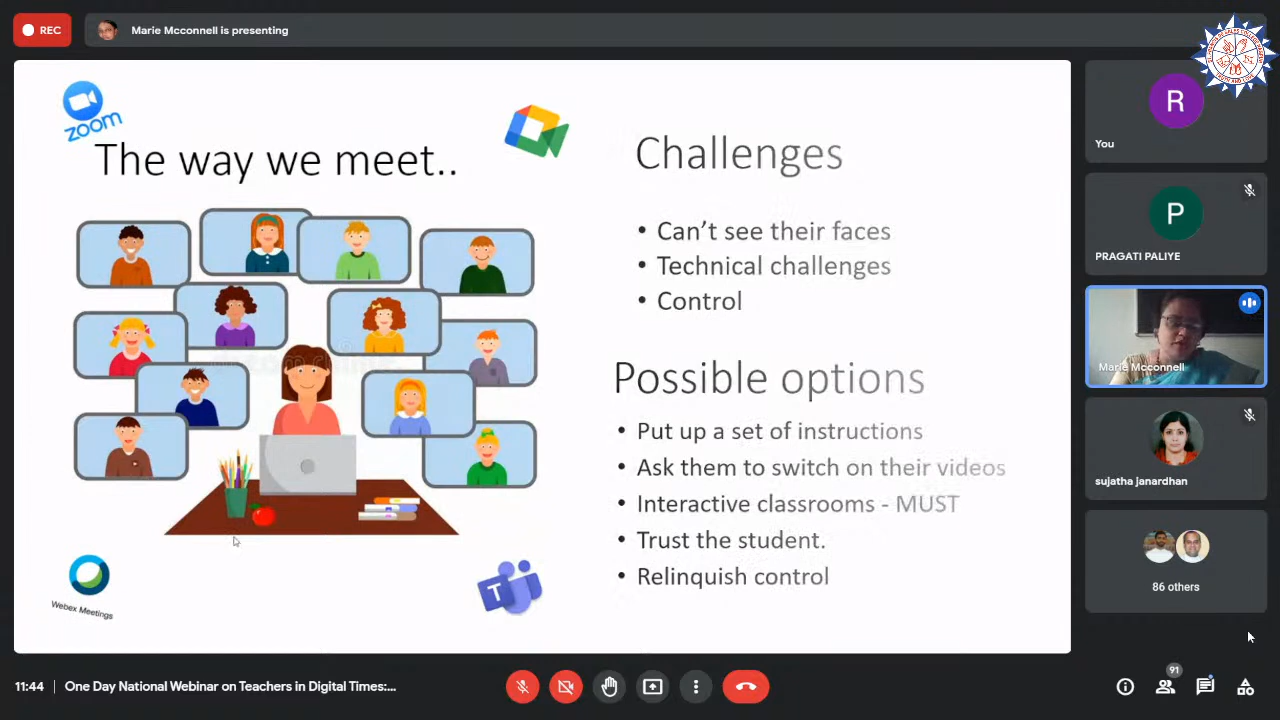 REC
Marie Mcconnell is presenting
zoom
The way we meet..
Challenges
• Can’t see their faces
• Technical challenges
• Control
Possible options
• Put up a set of instructions
• Ask them to switch on their videos
• Interactive classrooms - MUST
• Trust the student.
• Relinquish control
Webex Meetings
T
R
You
P
PRAGATI PALIYE
Marie Mcconnell
sujatha janardhan
86 others
11:44 | One Day National Webinar on Teachers in Digital Times:...
91